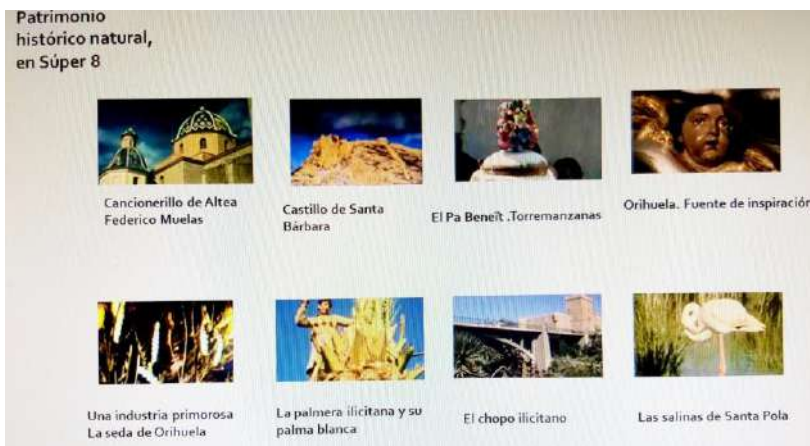 Patrimonio
histórico natural,
en Súper 8
Cancionerillo de Altea
Federico Muelas
Castillo de Santa
Bárbara
El Pa Beneït .Torremanzanas
Orihuela. Fuente de inspiración
Una industria primorosa
La seda de Orihuela
La palmera ilicitana y su
palma blanca
El chopo ilicitano
Las salinas de Santa Pola